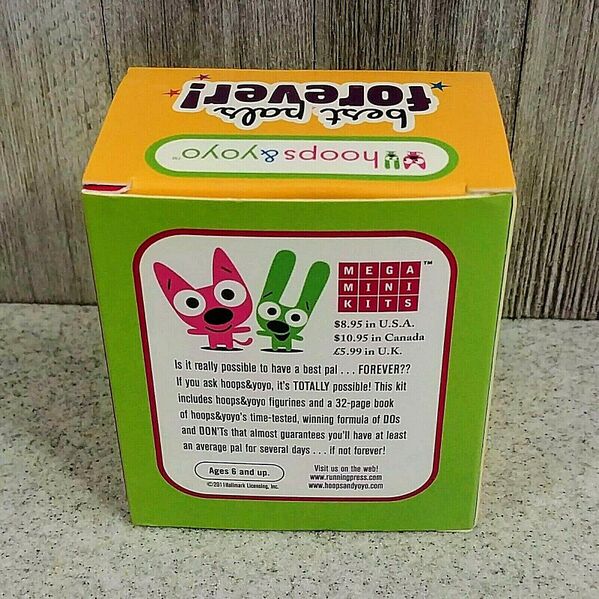 best pals
forever!
hoops&yoyo™
MEGA
MINI
KITS™
$8.95 in U.S.A.
$10.95 in Canada
£5.99 in U.K.
Is it really possible to have a best pal . . . FOREVER??
If you ask hoops&yoyo, it's TOTALLY possible! This kit
includes hoops&yoyo figurines and a 32-page book
of hoops&yoyo's time-tested, winning formula of DOs
and DON'Ts that almost guarantees you'll have at least
an average pal for several days . . . if not forever!
Ages 6 and up.
©2011Hallmark Licensing, Inc.
Visit us on the web!
www.runningpress.com
www.hoopsandyoyo.com